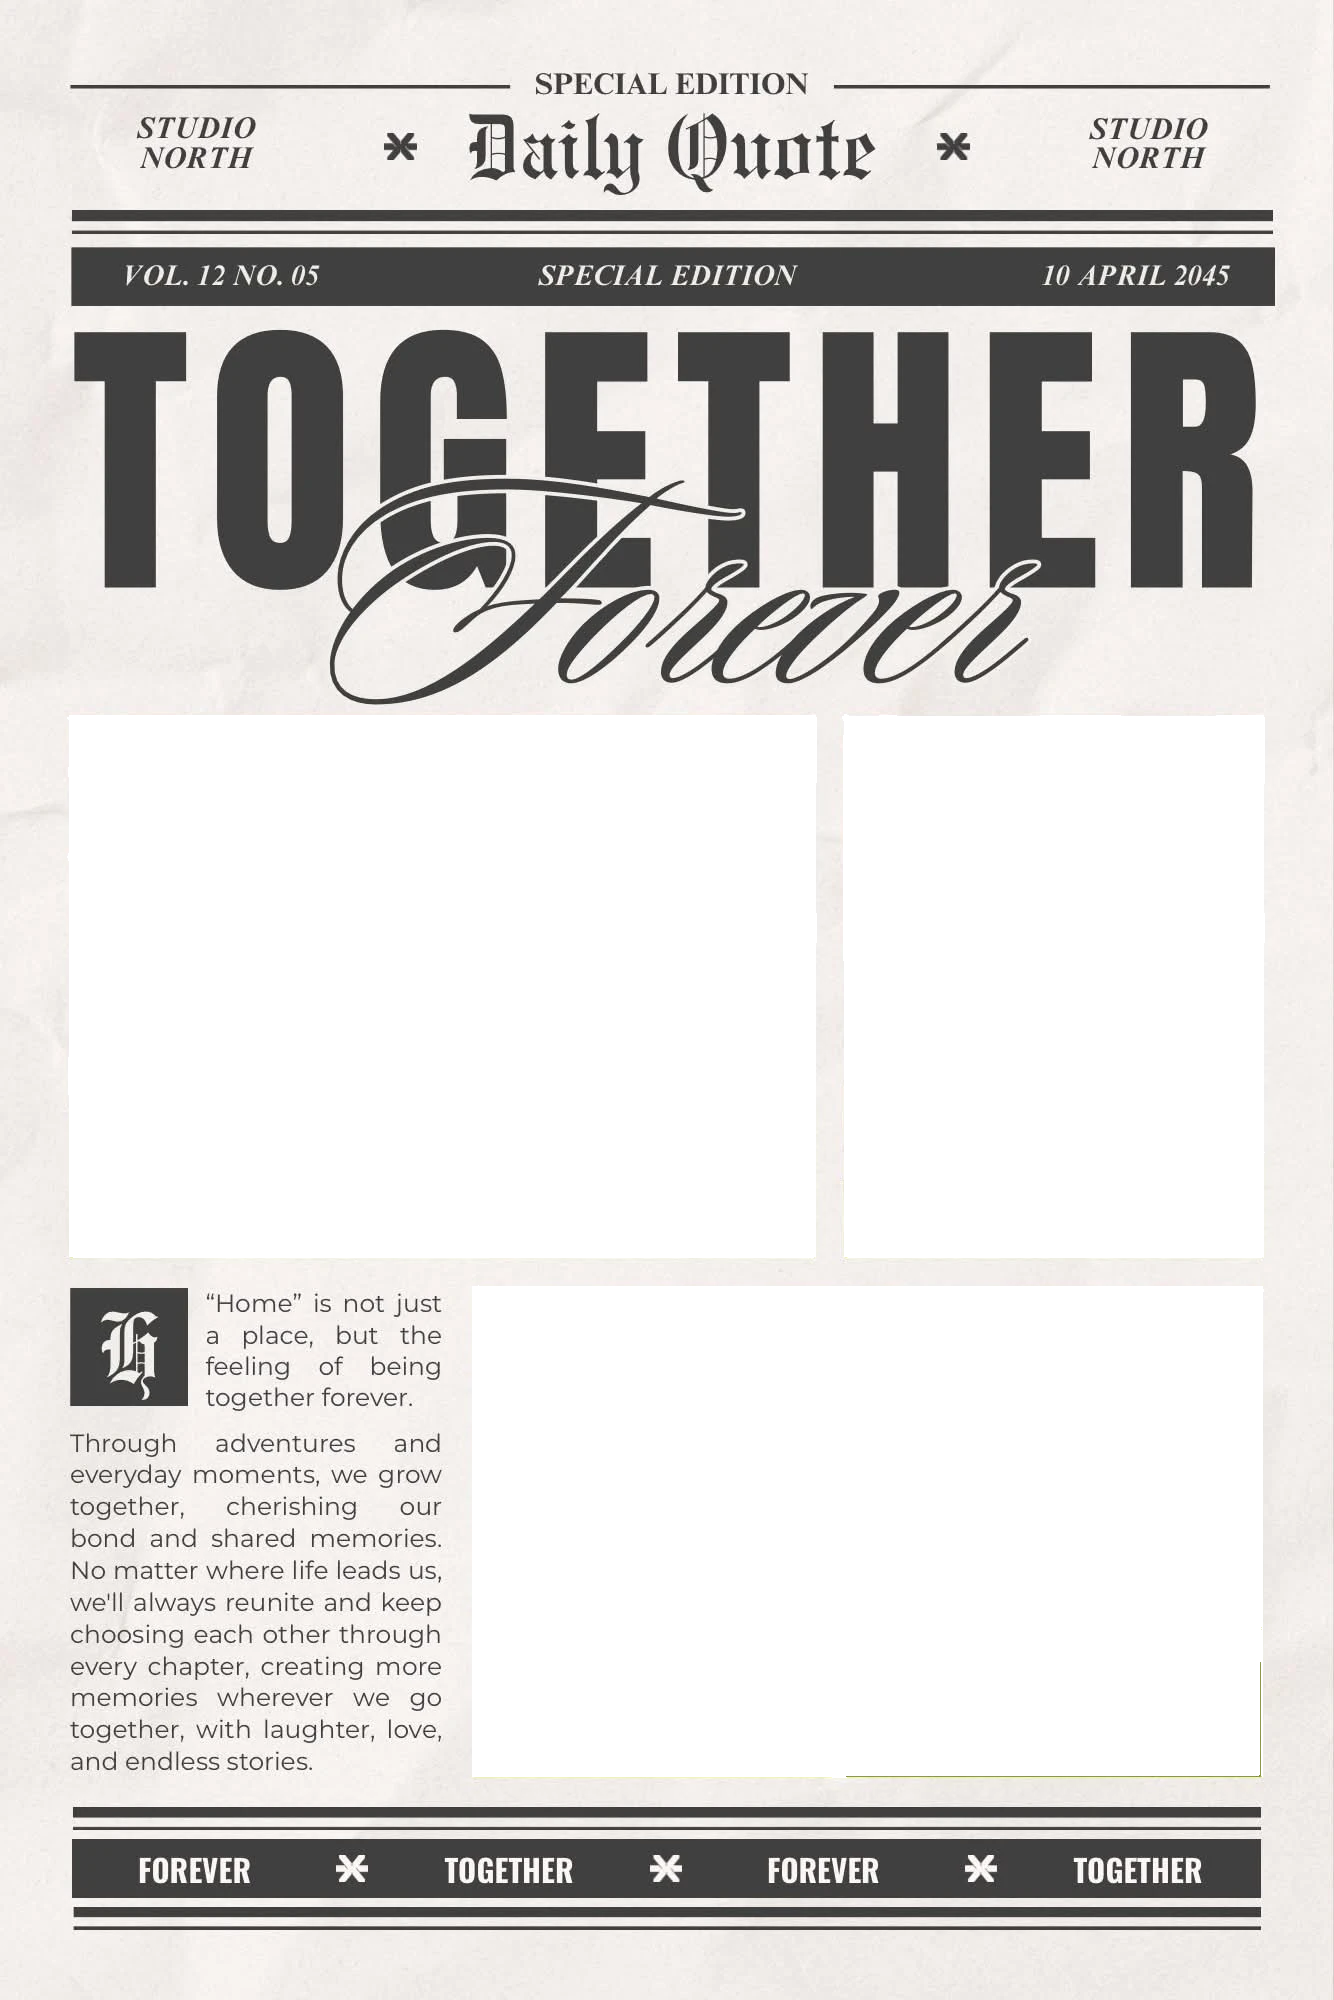 SPECIAL EDITION
STUDIO
NORTH
Daily Quote
STUDIO
NORTH
VOL. 12 NO. 05
SPECIAL EDITION
10 APRIL 2045
TOGETHER
Forever
H
“Home” is not just
a place, but the
feeling of being
together forever.
Through adventures and
everyday moments, we grow
together, cherishing our
bond and shared memories.
No matter where life leads us,
we'll always reunite and keep
choosing each other through
every chapter, creating more
memories wherever we go
together, with laughter, love,
and endless stories.
FOREVER
TOGETHER
FOREVER
TOGETHER